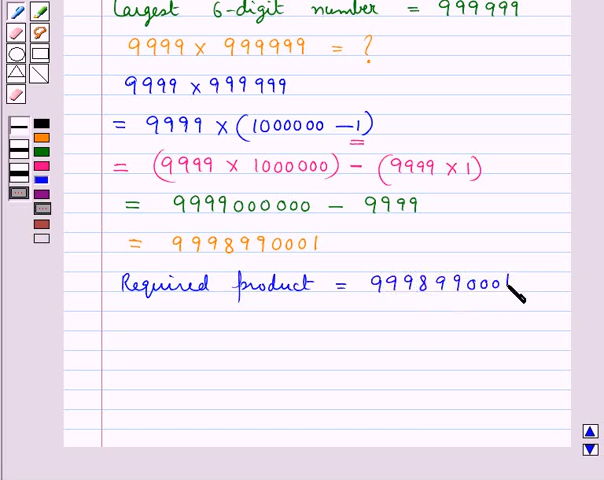 Largest 6-digit number = 999999
9999 × 999999 = ?
9999 × 999999
= 9999 × (1000000 - 1)
= (9999 × 1000000) - (9999 × 1)
= 9999000000 - 9999
= 9998990001
Required product = 9998990001